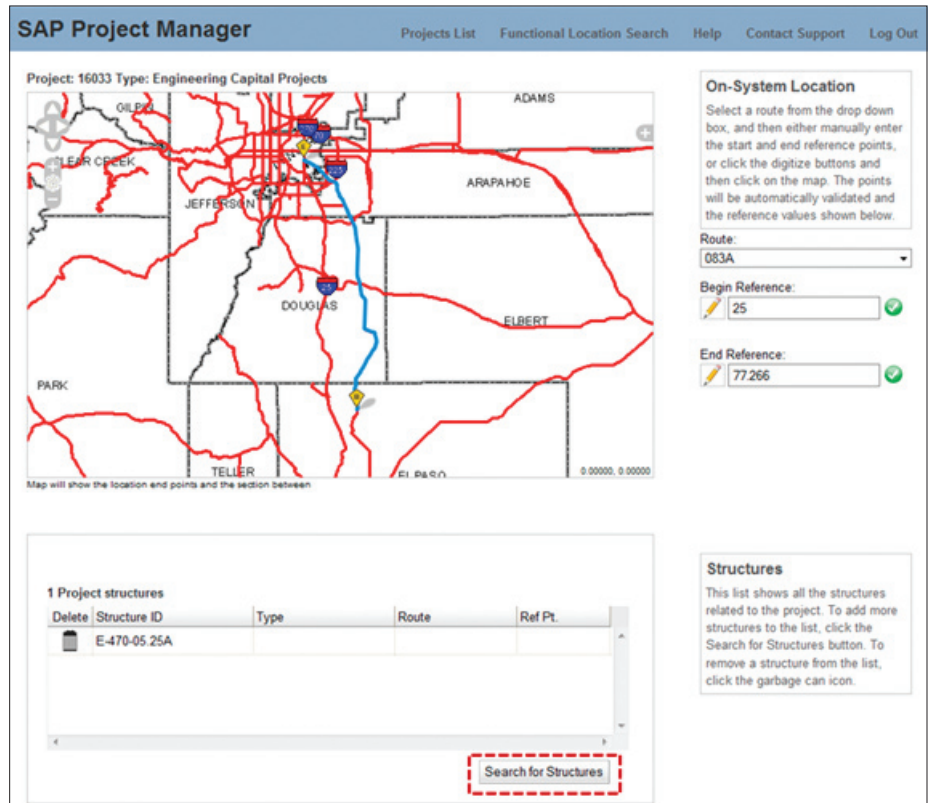 SAP Project Manager
Projects List Functional Location Search Help Contact Support Log Out
Project: 16033 Type: Engineering Capital Projects
GILPIN
ADAMS
CLEAR CREEK
ARAPAHOE
JEFFERSON
25
DOUGLAS
ELBERT
PARK
TELLER
EL PASO
0.00000, 0.00000
Map will show the location end points and the section between
On-System Location
Select a route from the drop down
box, and then either manually enter
the start and end reference points,
or click the digitize buttons and
then click on the map. The points
will be automatically validated and
the reference values shown below.
Route:
083A
Begin Reference:
25
End Reference:
77.266
1 Project structures
Delete Structure ID Type Route Ref Pt.
E-470-05.25A
Search for Structures
Structures
This list shows all the structures
related to the project. To add more
structures to the list, click the
Search for Structures button. To
remove a structure from the list,
click the garbage can icon.